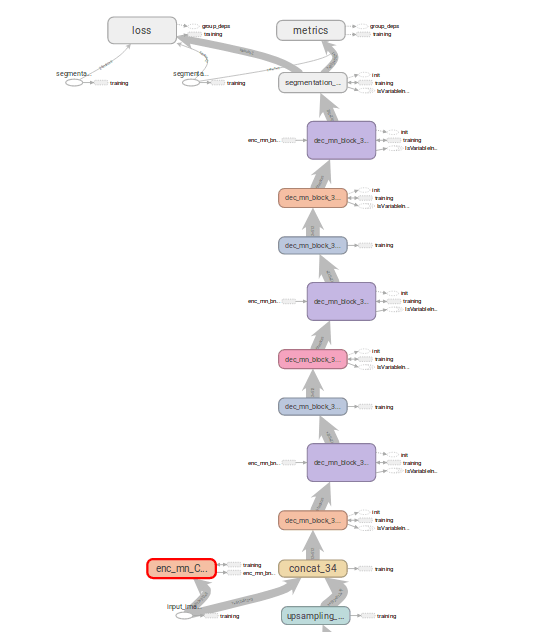 loss
group_deps
training
metrics
group_deps
training
segmenta...
training
segmenta...
training
segmentation_...
init
training
IsVariableIn...
enc_mn_bn...
dec_mn_block_3...
init
training
IsVariableIn...
dec_mn_block_3...
init
training
IsVariableIn...
dec_mn_block_3...
training
enc_mn_bn...
dec_mn_block_3...
init
training
IsVariableIn...
dec_mn_block_3...
init
training
IsVariableIn...
dec_mn_block_3...
training
enc_mn_bn...
dec_mn_block_3...
init
training
IsVariableIn...
dec_mn_block_3...
init
training
IsVariableIn...
enc_mn_C...
training
enc_mn_bn...
concat_34
training
input_ime...
training
upsampling_...
training